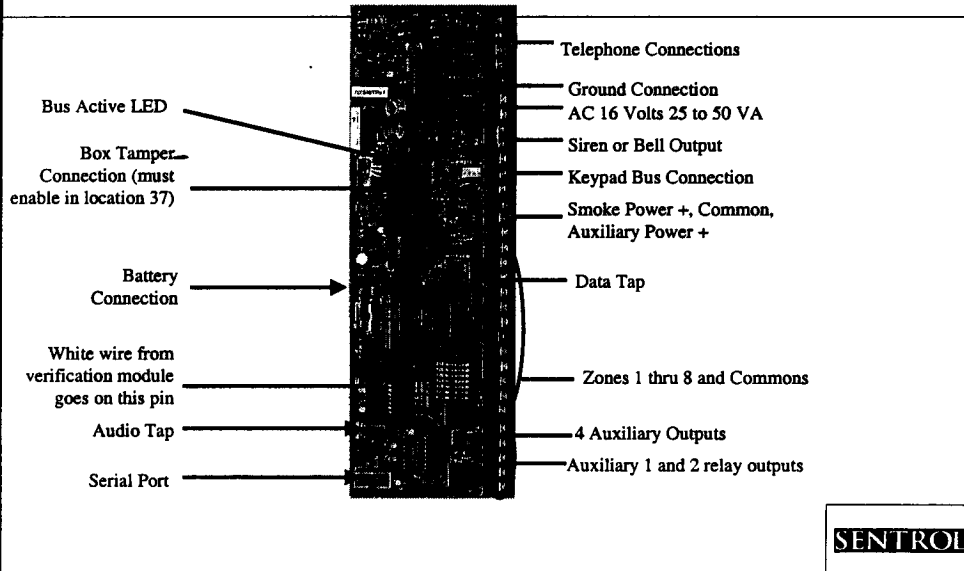 Telephone Connections
Ground Connection
AC 16 Volts 25 to 50 VA
Siren or Bell Output
Keypad Bus Connection
Smoke Power +, Common,
Auxiliary Power +
Data Tap
Zones 1 thru 8 and Commons
4 Auxiliary Outputs
Auxiliary 1 and 2 relay outputs
Bus Active LED
Box Tamper
Connection (must
enable in location 37)
Battery
Connection
White wire from
verification module
goes on this pin
Audio Tap
Serial Port
SENTROL